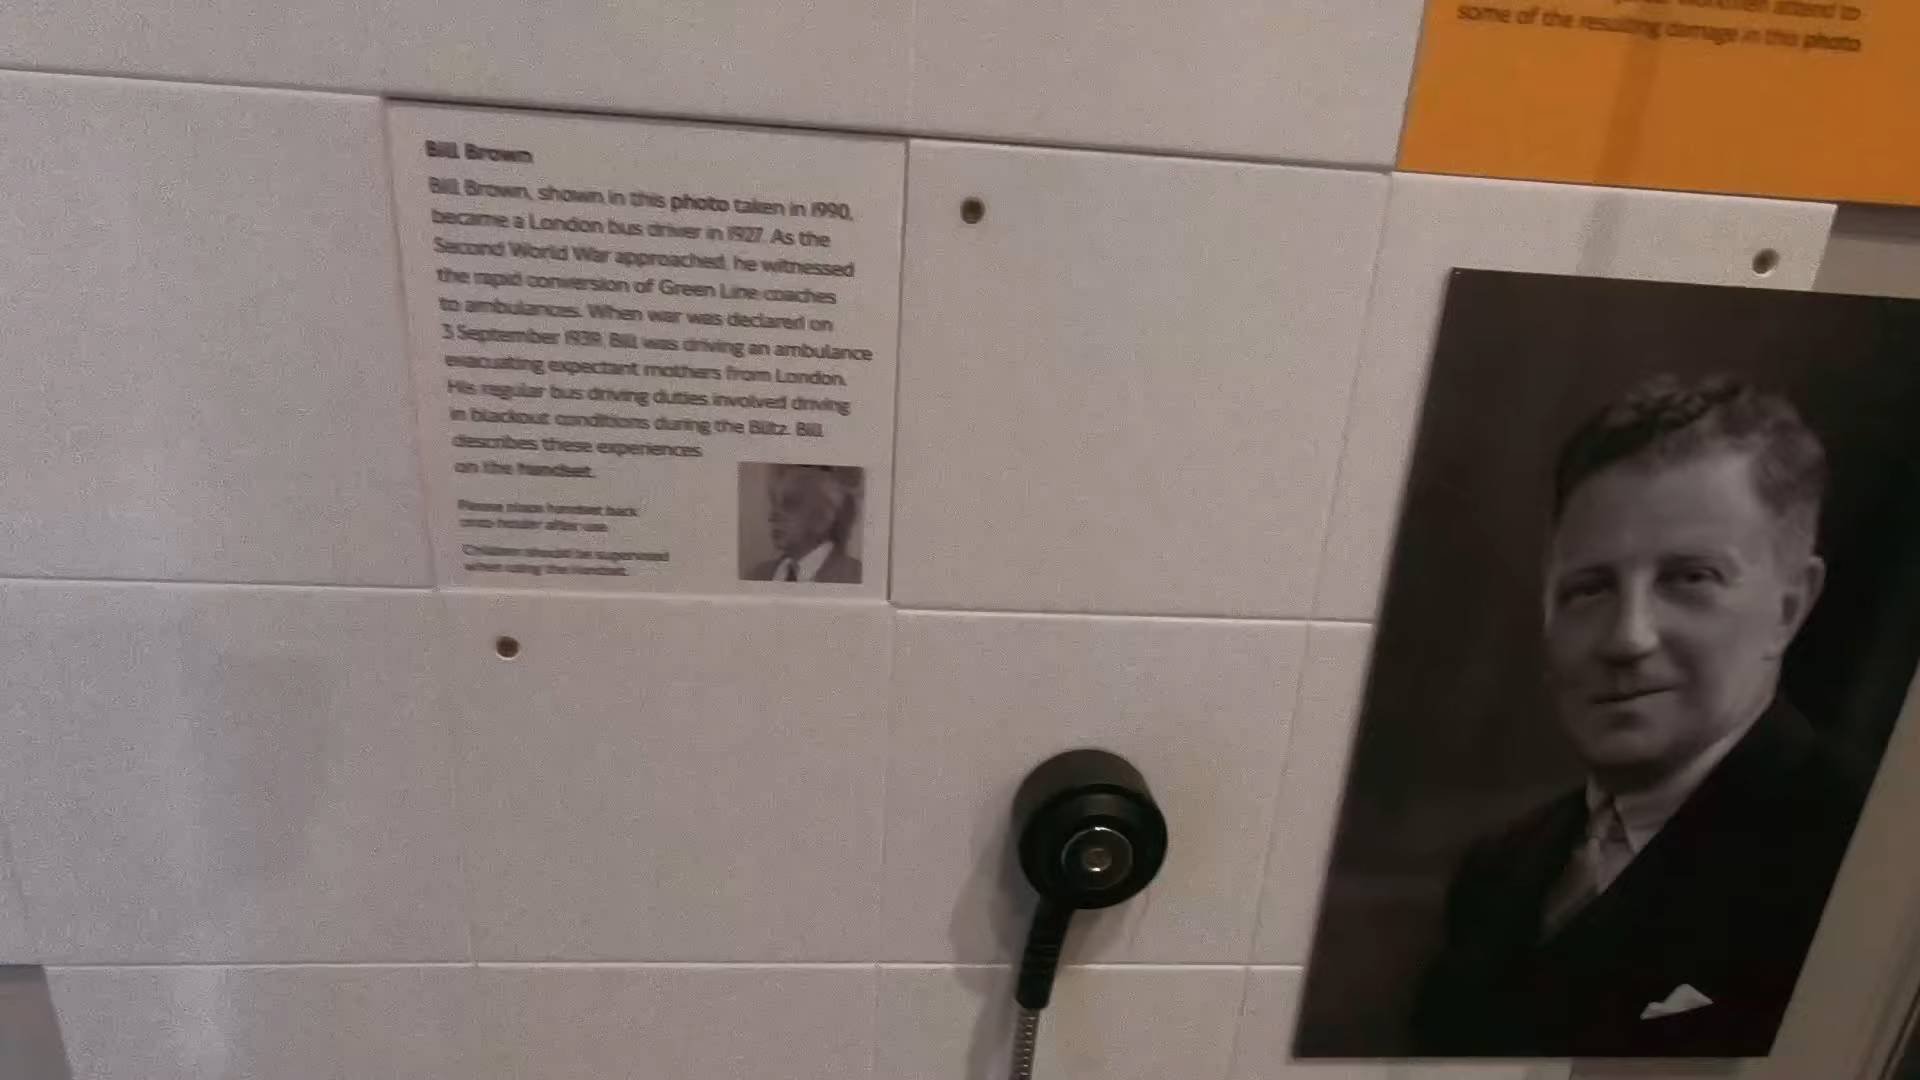 some of the resulting damage in this photo
Bill Brown
Bill Brown, shown in this photo taken in 1990,
became a London bus driver in 1927. As the
Second World War approached, he witnessed
the rapid conversion of Green Line coaches
to ambulances. When war was declared on
3 September 1939, Bill was driving an ambulance
evacuating expectant mothers from London.
His regular bus driving duties involved driving
in blackout conditions during the Blitz. Bill
describes these experiences
on the handset.
Please place handset back
onto holder after use
Children should be supervised
when using the handset.